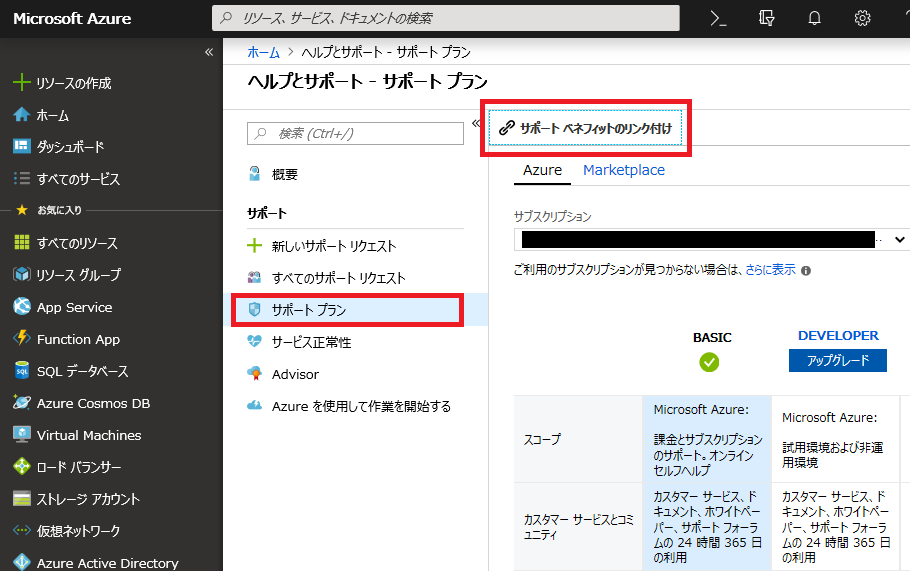 Microsoft Azure
リソース、サービス、ドキュメントの検索
«
リソースの作成
ホーム
ダッシュボード
すべてのサービス
お気に入り
すべてのリソース
リソース グループ
App Service
Function App
SQL データベース
Azure Cosmos DB
Virtual Machines
ロード バランサー
ストレージ アカウント
仮想ネットワーク
Azure Active Directory
ホーム > ヘルプとサポート - サポート プラン
ヘルプとサポート - サポート プラン
検索 (Ctrl+/)
«
概要
サポート
新しいサポート リクエスト
すべてのサポート リクエスト
サポート プラン
サービス正常性
Advisor
Azure を使用して作業を開始する
サポート ベネフィットのリンク付け
Azure Marketplace
サブスクリプション
ご利用のサブスクリプションが見つからない場合は、さらに表示
BASIC
DEVELOPER
アップグレード
スコープ
Microsoft Azure:
課金とサブスクリプション
のサポート。オンライン
セルフヘルプ
Microsoft Azure:
試用環境および非運
用環境
カスタマー サービスとコミ
ュニティ
カスタマー サービス、ド
キュメント、ホワイトペ
ーパー、サポート フォーラ
ムの 24 時間 365 日
の利用
カスタマー サービス、ド
キュメント、ホワイトペ
ーパー、サポート フォーラ
ムの 24 時間 365 日
の利用